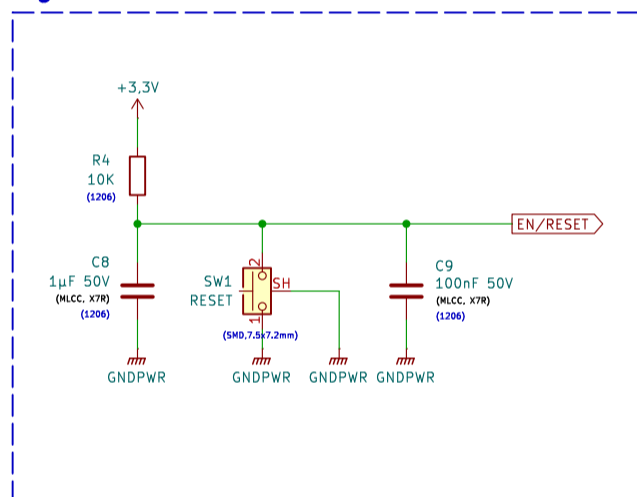 +3,3V
R4
10K
(1206)
EN/RESET
C8
1µF 50V
(MLCC, X7R)
(1206)
SW1
RESET
2
SH
1
(SMD,7.5x7.2mm)
C9
100nF 50V
(MLCC, X7R)
(1206)
GNDPWR
GNDPWR
GNDPWR
GNDPWR